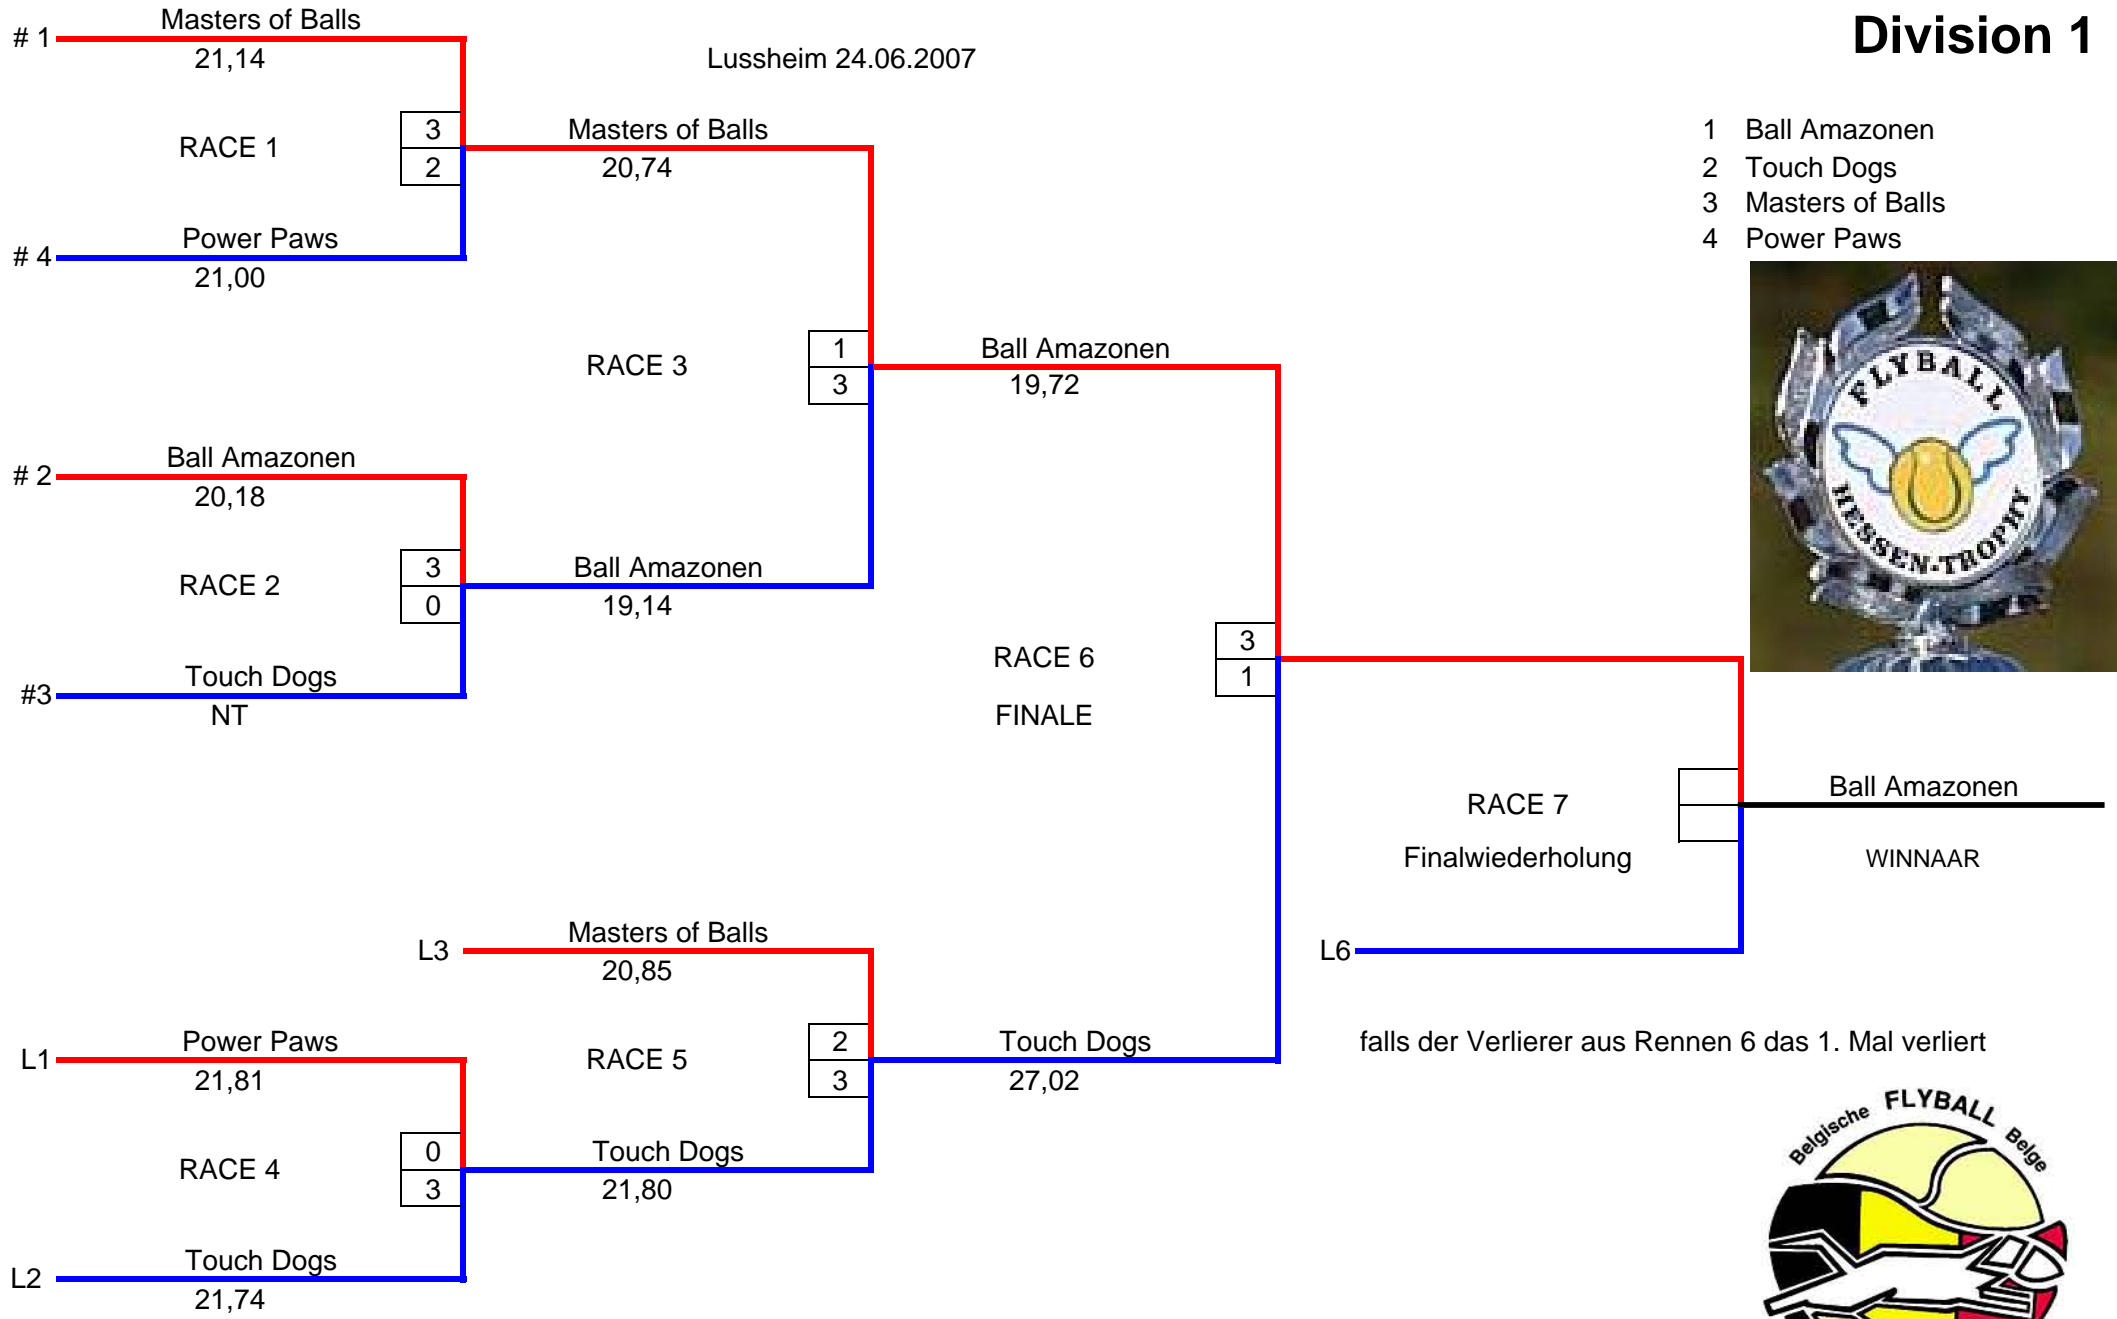 Division 1
Lussheim 24.06.2007
# 1
Masters of Balls
21,14
RACE 1
3
2
# 4
Power Paws
21,00
Masters of Balls
20,74
# 2
Ball Amazonen
20,18
RACE 2
3
0
#3
Touch Dogs
NT
Ball Amazonen
19,14
RACE 3
1
3
Ball Amazonen
19,72
RACE 6
FINALE
3
1
L3
Masters of Balls
20,85
RACE 5
2
3
L1
Power Paws
21,81
RACE 4
0
3
L2
Touch Dogs
21,74
Touch Dogs
21,80
Touch Dogs
27,02
RACE 7
Finalwiederholung
L6
Ball Amazonen
WINNAAR
falls der Verlierer aus Rennen 6 das 1. Mal verliert
1 Ball Amazonen
2 Touch Dogs
3 Masters of Balls
4 Power Paws
FLYBALL
HESSEN-TROPHY
Belgische FLYBALL Belge